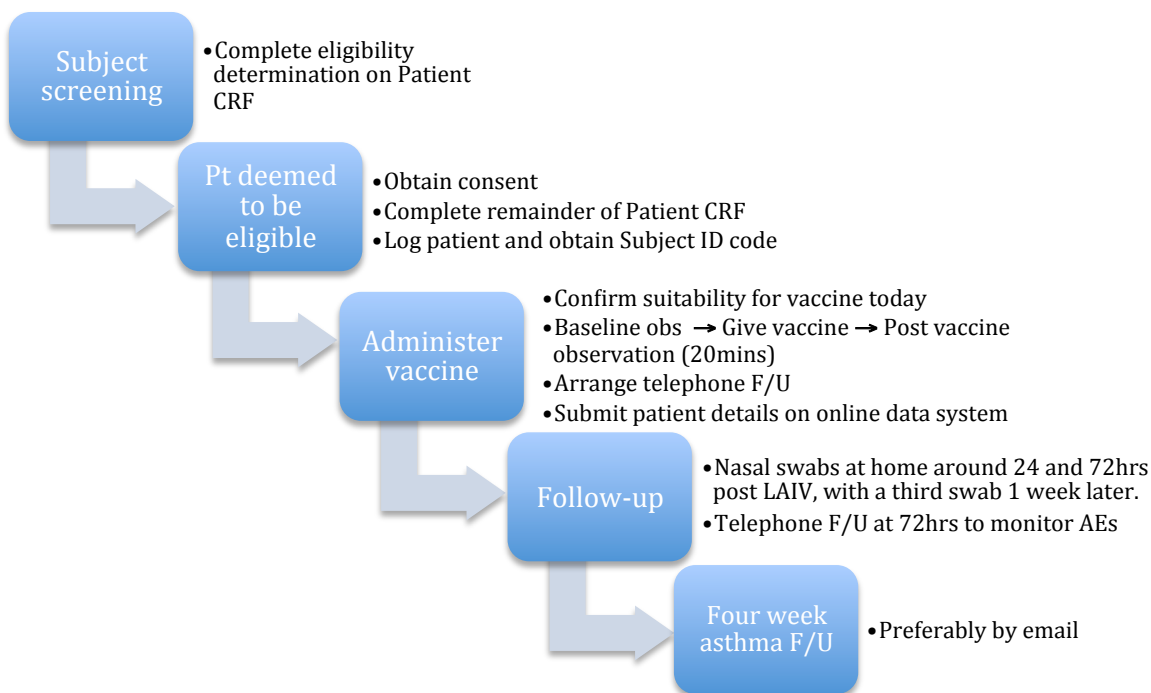 Subject
screening
•Complete eligibility
determination on Patient
CRF
Pt deemed
to be
eligible
•Obtain consent
•Complete remainder of Patient CRF
•Log patient and obtain Subject ID code
Administer
vaccine
•Confirm suitability for vaccine today
•Baseline obs → Give vaccine → Post vaccine
observation (20mins)
•Arrange telephone F/U
•Submit patient details on online data system
Follow-up
•Nasal swabs at home around 24 and 72hrs
post LAIV, with a third swab 1 week later.
•Telephone F/U at 72hrs to monitor AEs
Four week
asthma F/U
•Preferably by email